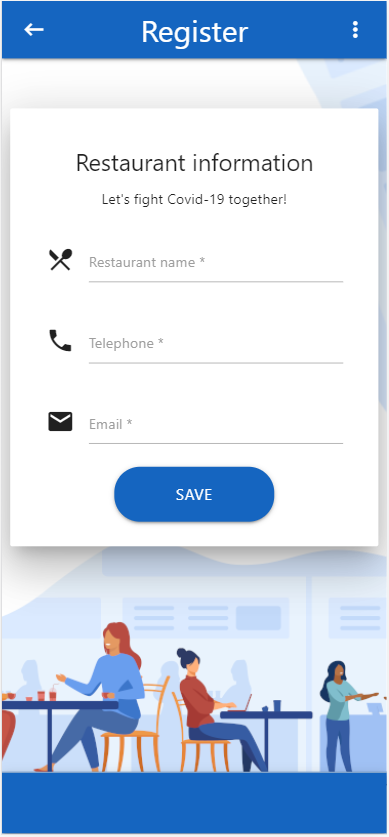 Register
Restaurant information
Let's fight Covid-19 together!
Restaurant name *
Telephone *
Email *
SAVE